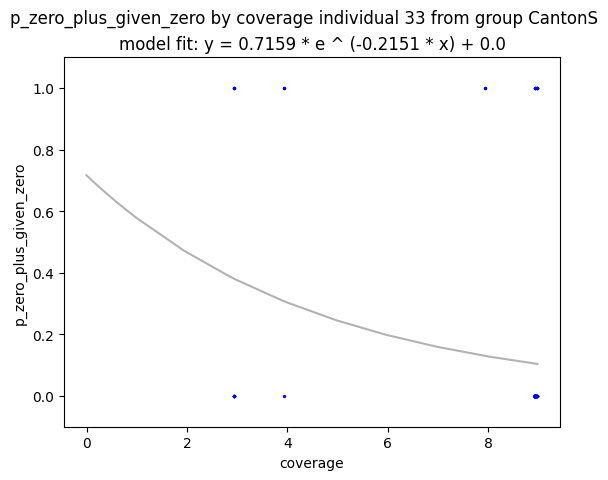 p_zero_plus_given_zero by coverage individual 33 from group CantonS
model fit: y = 0.7159 * e ^ (-0.2151 * x) + 0.0
1.0
0.8
0.6
0.4
0.2
0.0
p_zero_plus_given_zero
0 2 4 6 8
coverage